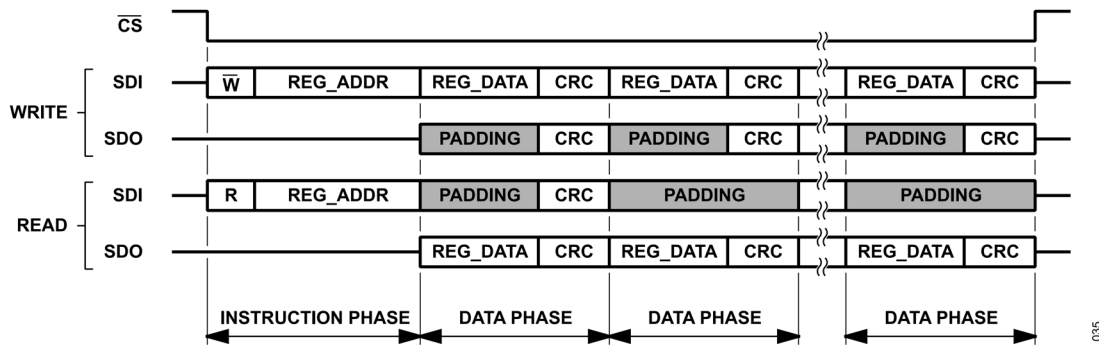 CS
SDI W REG_ADDR REG_DATA CRC REG_DATA CRC REG_DATA CRC
WRITE
SDO PADDING CRC PADDING CRC PADDING CRC
SDI R REG_ADDR PADDING CRC PADDING PADDING
READ
SDO REG_DATA CRC REG_DATA CRC REG_DATA CRC
INSTRUCTION PHASE DATA PHASE DATA PHASE DATA PHASE
035